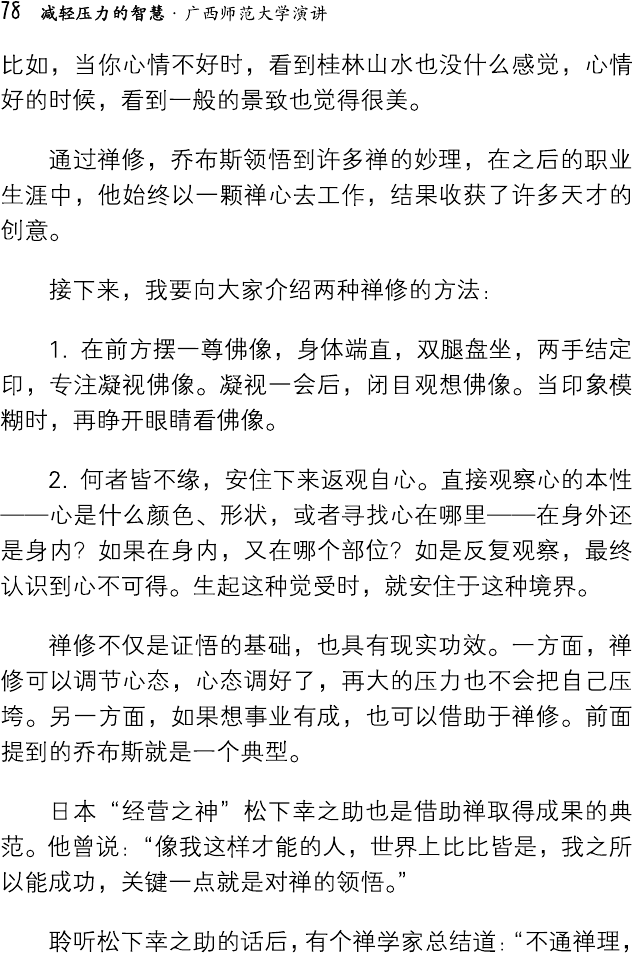 78 减轻压力的智慧·广西师范大学演讲
比如，当你心情不好时，看到桂林山水也没什么感觉，心情
好的时候，看到一般的景致也觉得很美。
通过禅修，乔布斯领悟到许多禅的妙理，在之后的职业
生涯中，他始终以一颗禅心去工作，结果收获了许多天才的
创意。
接下来，我要向大家介绍两种禅修的方法：
1. 在前方摆一尊佛像，身体端直，双腿盘坐，两手结定
印，专注凝视佛像。凝视一会后，闭目观想佛像。当印象模
糊时，再睁开眼睛看佛像。
2. 何者皆不缘，安住下来返观自心。直接观察心的本性
——心是什么颜色、形状，或者寻找心在哪里——在身外还
是身内？如果在身内，又在哪个部位？如是反复观察，最终
认识到心不可得。生起这种觉受时，就安住于这种境界。
禅修不仅是证悟的基础，也具有现实功效。一方面，禅
修可以调节心态，心态调好了，再大的压力也不会把自己压
垮。另一方面，如果想事业有成，也可以借助于禅修。前面
提到的乔布斯就是一个典型。
日本“经营之神”松下幸之助也是借助禅取得成果的典
范。他曾说：“像我这样才能的人，世界上比比皆是，我之所
以能成功，关键一点就是对禅的领悟。”
聆听松下幸之助的话后，有个禅学家总结道：“不通禅理，